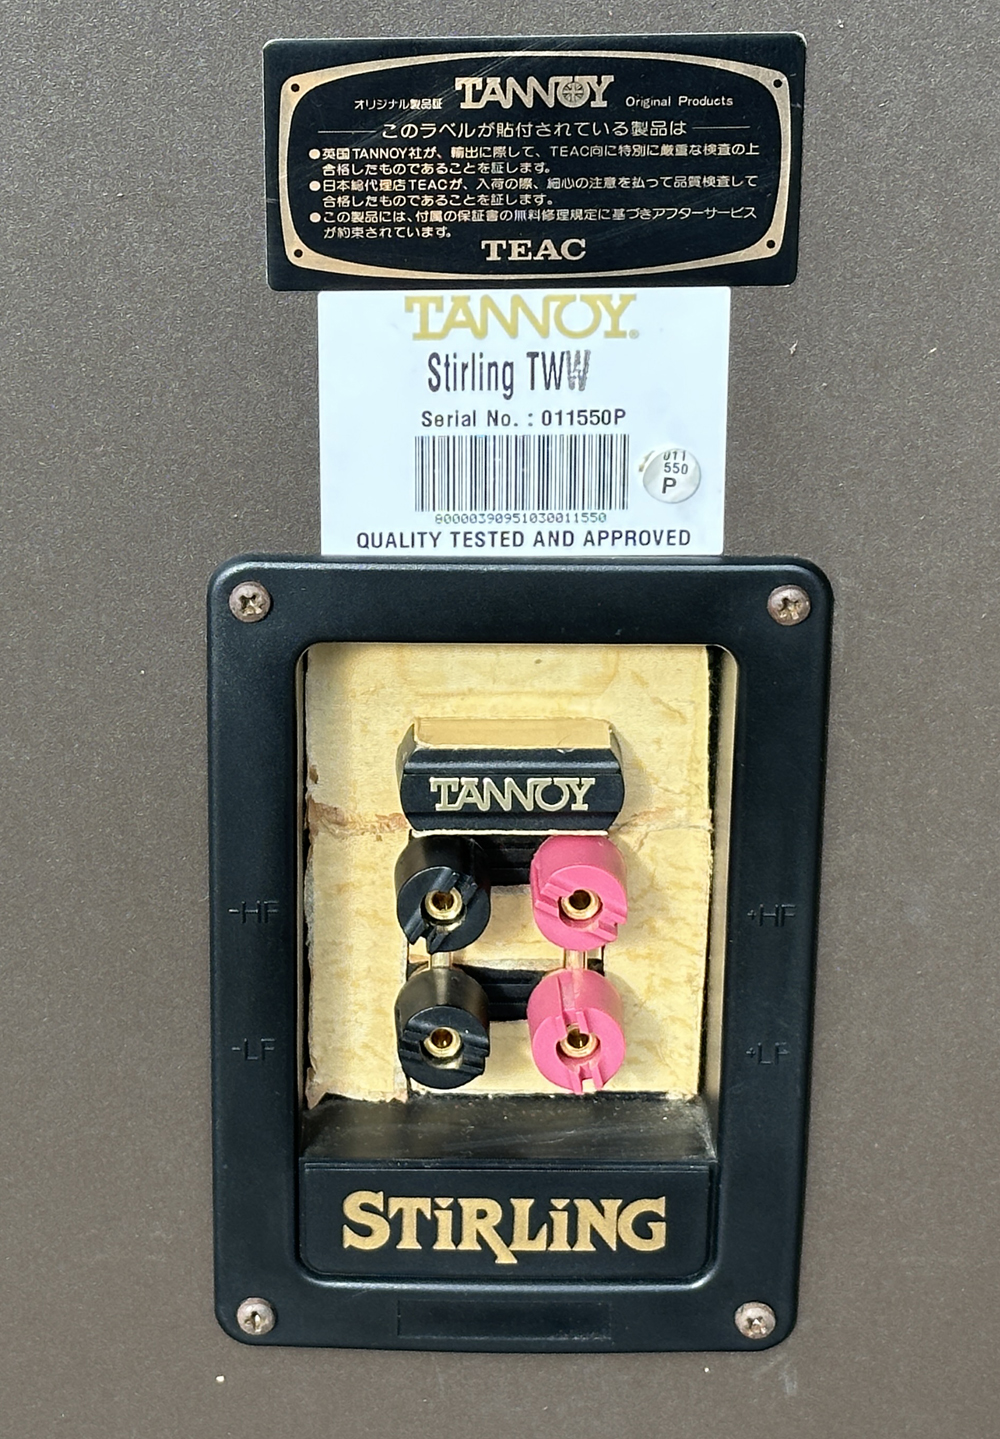 オリジナル製品証 TANNOY Original Products
このラベルが貼付されている製品は
●英国TANNOY社が、輸出に際して、TEAC向に特別に厳重な検査の上
合格したものであることを証します。
●日本総代理店TEACが、入荷の際、細心の注意を払って品質検査して
合格したものであることを証します。
●この製品には、付属の保証書の無料修理規定に基づきアフターサービス
が約束されています。
TEAC
TANNOY®
Stirling TWW
Serial No. : 011550P
011
550
P
80000390951030011550
QUALITY TESTED AND APPROVED
TANNOY
-HF +HF
-LF +LF
STiRLiNG